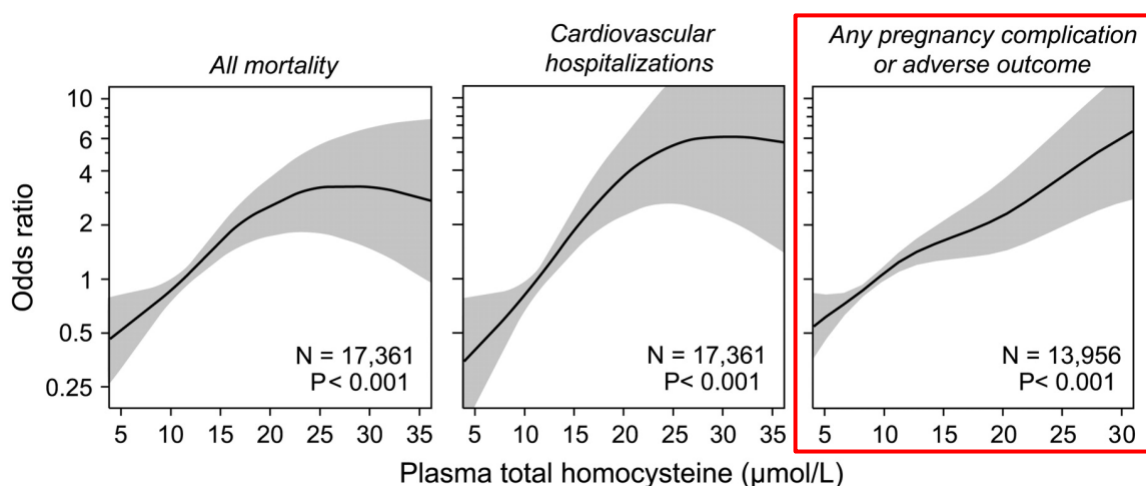 All mortality
Cardiovascular
hospitalizations
Any pregnancy complication
or adverse outcome
Odds ratio
10
6
4
2
1
0.5
0.25
N = 17,361
P< 0.001
N = 17,361
P< 0.001
N = 13,956
P< 0.001
5 10 15 20 25 30 35
5 10 15 20 25 30 35
5 10 15 20 25 30
Plasma total homocysteine (µmol/L)